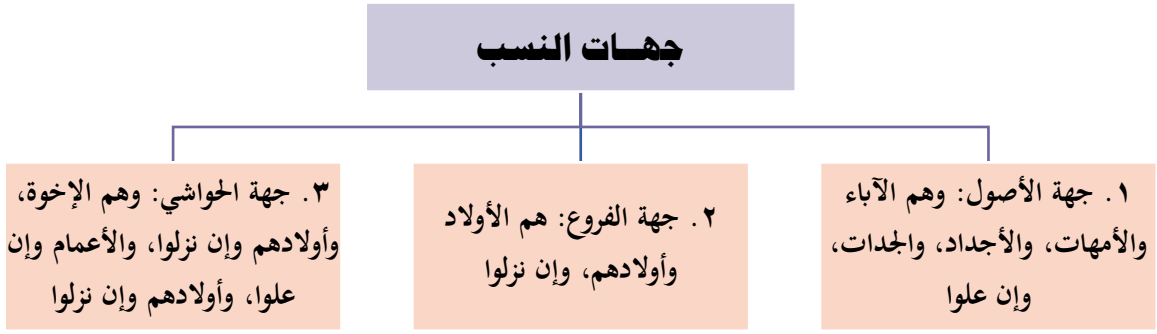 جهات النسب
١. جهة الأصول: وهم الآباء
والأمهات، والأجداد، والجدات،
وإن علوا
٢. جهة الفروع: هم الأولاد
وأولادهم، وإن نزلوا
٣. جهة الحواشي: وهم الإخوة،
وأولادهم وإن نزلوا، والأعمام وإن
علوا، وأولادهم وإن نزلوا